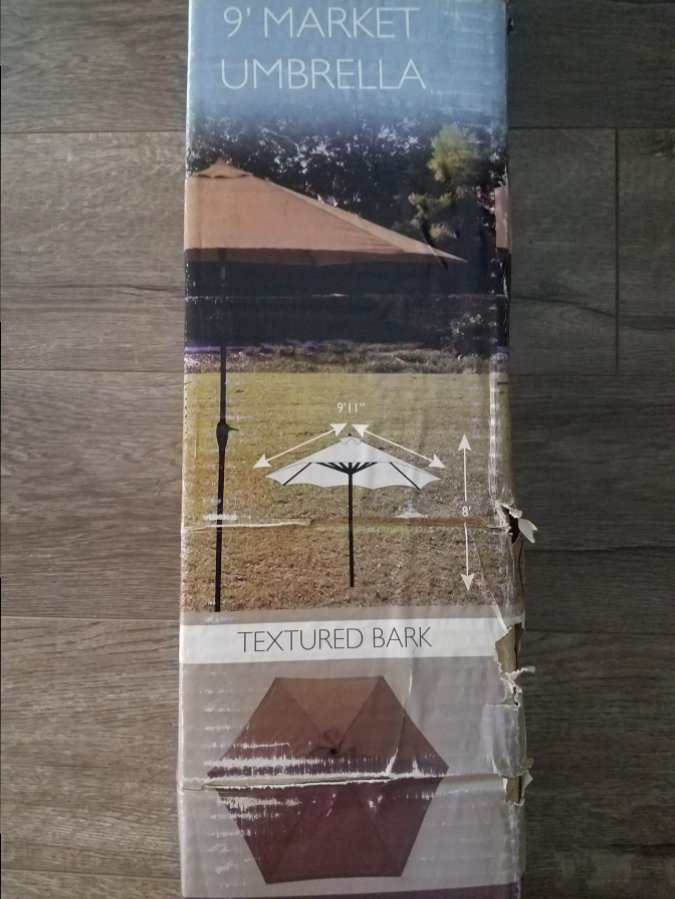 9' MARKET
UMBRELLA
9'11"
8'
TEXTURED BARK